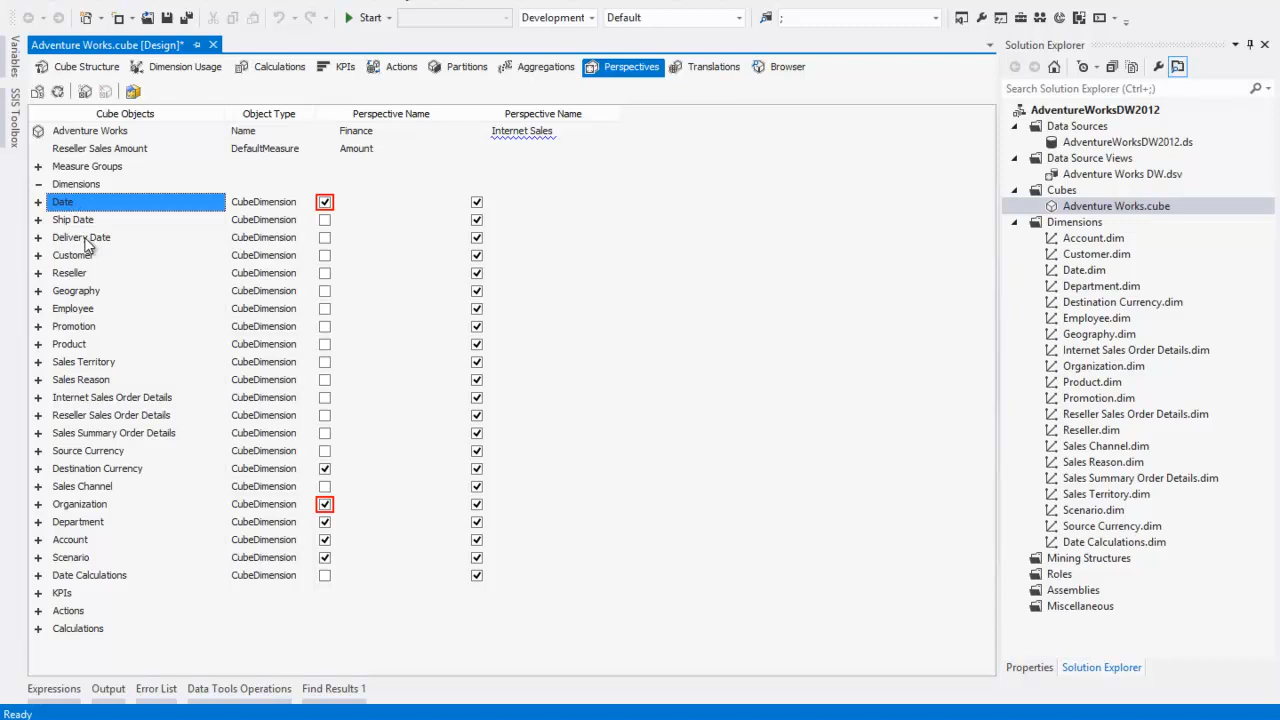 Start
Development
Default
;
Variables
SSIS Toolbox
Adventure Works.cube [Design]*
Cube Structure
Dimension Usage
Calculations
KPIs
Actions
Partitions
Aggregations
Perspectives
Translations
Browser
Cube Objects Object Type Perspective Name Perspective Name
Adventure Works Name Finance Internet Sales
Reseller Sales Amount DefaultMeasure Amount
Measure Groups
Dimensions
Date CubeDimension
Ship Date CubeDimension
Delivery Date CubeDimension
Customer CubeDimension
Reseller CubeDimension
Geography CubeDimension
Employee CubeDimension
Promotion CubeDimension
Product CubeDimension
Sales Territory CubeDimension
Sales Reason CubeDimension
Internet Sales Order Details CubeDimension
Reseller Sales Order Details CubeDimension
Sales Summary Order Details CubeDimension
Source Currency CubeDimension
Destination Currency CubeDimension
Sales Channel CubeDimension
Organization CubeDimension
Department CubeDimension
Account CubeDimension
Scenario CubeDimension
Date Calculations CubeDimension
KPIs
Actions
Calculations
Solution Explorer
Search Solution Explorer (Ctrl+;)
AdventureWorksDW2012
Data Sources
AdventureWorksDW2012.ds
Data Source Views
Adventure Works DW.dsv
Cubes
Adventure Works.cube
Dimensions
Account.dim
Customer.dim
Date.dim
Department.dim
Destination Currency.dim
Employee.dim
Geography.dim
Internet Sales Order Details.dim
Organization.dim
Product.dim
Promotion.dim
Reseller Sales Order Details.dim
Reseller.dim
Sales Channel.dim
Sales Reason.dim
Sales Summary Order Details.dim
Sales Territory.dim
Scenario.dim
Source Currency.dim
Date Calculations.dim
Mining Structures
Roles
Assemblies
Miscellaneous
Properties Solution Explorer
Expressions Output Error List Data Tools Operations Find Results 1
Ready